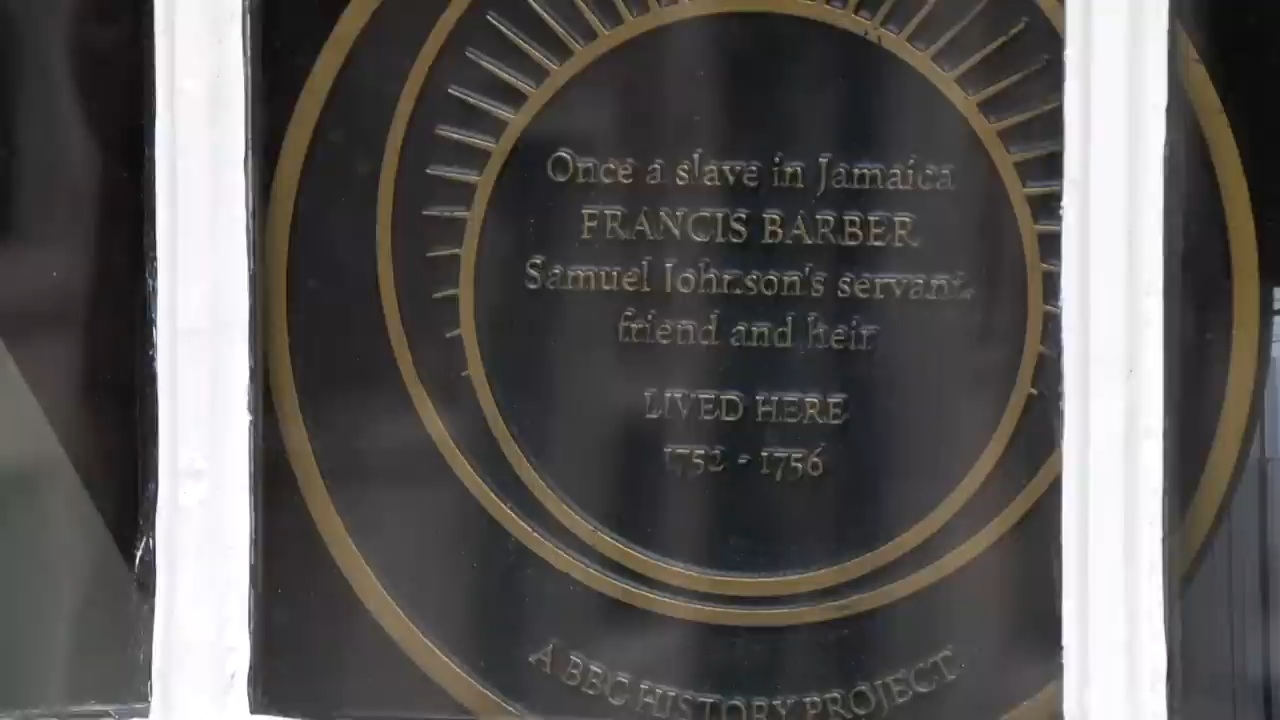 Once a slave in Jamaica
FRANCIS BARBER
Samuel Johnson's servant,
friend and heir
LIVED HERE
1752 - 1756
A BBC HISTORY PROJECT